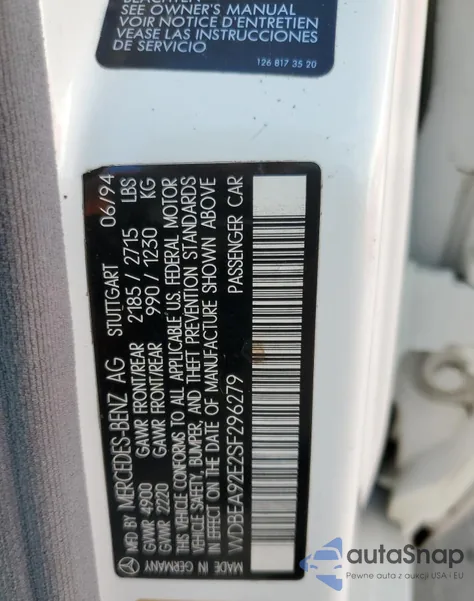 BEACHTEN
SEE OWNER'S MANUAL
VOIR NOTICE D'ENTRETIEN
VEASE LAS INSTRUCCIONES
DE SERVICIO
126 817 35 20
MFD. BY MERCEDES-BENZ AG STUTTGART 06/94
GVWR 4900 GAWR FRONT/REAR 2185 / 2715 LBS
GVWR 2220 GAWR FRONT/REAR 990 / 1230 KG
THIS VEHICLE CONFORMS TO ALL APPLICABLE U.S. FEDERAL MOTOR
VEHICLE SAFETY, BUMPER, AND THEFT PREVENTION STANDARDS
IN EFFECT ON THE DATE OF MANUFACTURE SHOWN ABOVE
WDBEA92E2SF296279 PASSENGER CAR
MADE IN GERMANY
autoSnap
Pewne auta z aukcji USA i EU